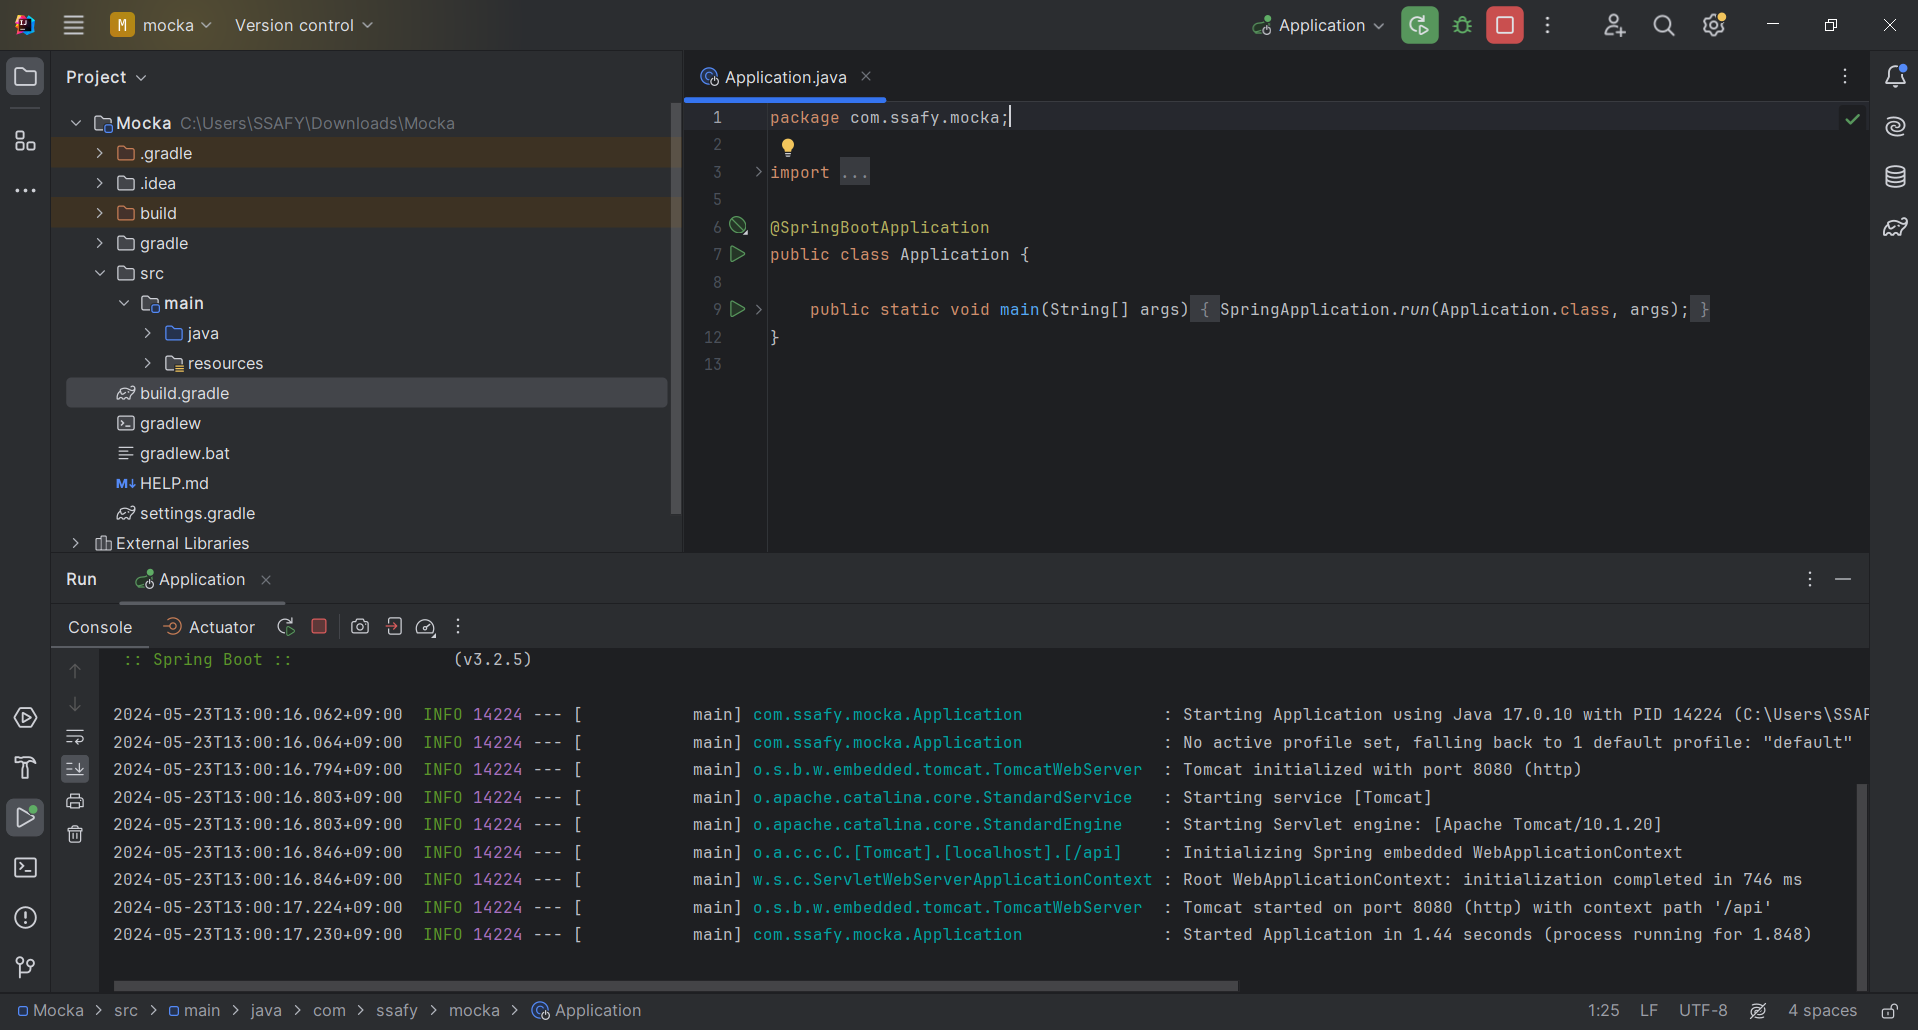 M mocka Version control Application
Project
Application.java
Mocka C:\Users\SSAFY\Downloads\Mocka
.gradle
.idea
build
gradle
src
main
java
resources
build.gradle
gradlew
gradlew.bat
M↓ HELP.md
settings.gradle
External Libraries
1 package com.ssafy.mocka;
2
3 import ...
5
6 @SpringBootApplication
7 public class Application {
8
9 public static void main(String[] args) { SpringApplication.run(Application.class, args); }
12 }
13
Run Application
Console Actuator
:: Spring Boot :: (v3.2.5)
2024-05-23T13:00:16.062+09:00 INFO 14224 --- [ main] com.ssafy.mocka.Application : Starting Application using Java 17.0.10 with PID 14224 (C:\Users\SSAF
2024-05-23T13:00:16.064+09:00 INFO 14224 --- [ main] com.ssafy.mocka.Application : No active profile set, falling back to 1 default profile: "default"
2024-05-23T13:00:16.794+09:00 INFO 14224 --- [ main] o.s.b.w.embedded.tomcat.TomcatWebServer : Tomcat initialized with port 8080 (http)
2024-05-23T13:00:16.803+09:00 INFO 14224 --- [ main] o.apache.catalina.core.StandardService : Starting service [Tomcat]
2024-05-23T13:00:16.803+09:00 INFO 14224 --- [ main] o.apache.catalina.core.StandardEngine : Starting Servlet engine: [Apache Tomcat/10.1.20]
2024-05-23T13:00:16.846+09:00 INFO 14224 --- [ main] o.a.c.c.C.[Tomcat].[localhost].[/api] : Initializing Spring embedded WebApplicationContext
2024-05-23T13:00:16.846+09:00 INFO 14224 --- [ main] w.s.c.ServletWebServerApplicationContext : Root WebApplicationContext: initialization completed in 746 ms
2024-05-23T13:00:17.224+09:00 INFO 14224 --- [ main] o.s.b.w.embedded.tomcat.TomcatWebServer : Tomcat started on port 8080 (http) with context path '/api'
2024-05-23T13:00:17.230+09:00 INFO 14224 --- [ main] com.ssafy.mocka.Application : Started Application in 1.44 seconds (process running for 1.848)
Mocka > src > main > java > com > ssafy > mocka > Application 1:25 LF UTF-8 4 spaces